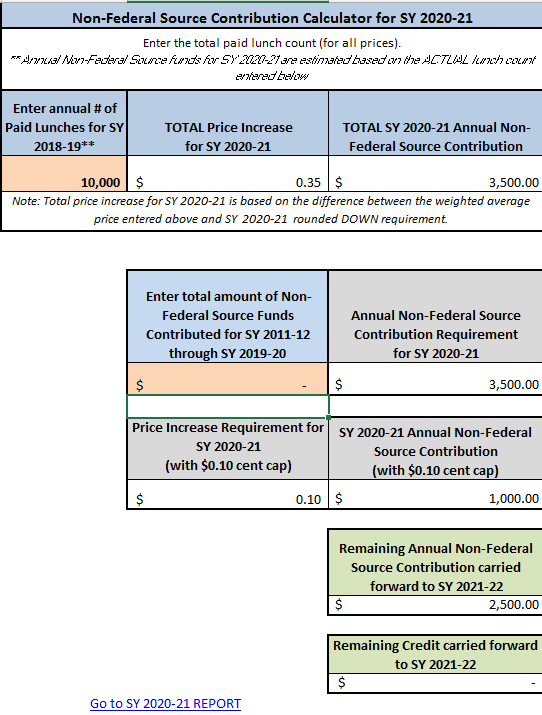 Non-Federal Source Contribution Calculator for SY 2020-21
Enter the total paid lunch count (for all prices).
**Annual Non-Federal Source funds for SY 2020-21 are estimated based on the ACTUAL lunch count
entered below
Enter annual # of
Paid Lunches for SY
2018-19**
TOTAL Price Increase
for SY 2020-21
TOTAL SY 2020-21 Annual Non-
Federal Source Contribution
10,000 $ 0.35 $ 3,500.00
Note: Total price increase for SY 2020-21 is based on the difference between the weighted average
price entered above and SY 2020-21 rounded DOWN requirement.
Enter total amount of Non-
Federal Source Funds
Contributed for SY 2011-12
through SY 2019-20
Annual Non-Federal Source
Contribution Requirement
for SY 2020-21
$ - $ 3,500.00
Price Increase Requirement for
SY 2020-21
(with $0.10 cent cap)
SY 2020-21 Annual Non-Federal
Source Contribution
(with $0.10 cent cap)
$ 0.10 $ 1,000.00
Remaining Annual Non-Federal
Source Contribution carried
forward to SY 2021-22
$ 2,500.00
Remaining Credit carried forward
to SY 2021-22
$ -
Go to SY 2020-21 REPORT